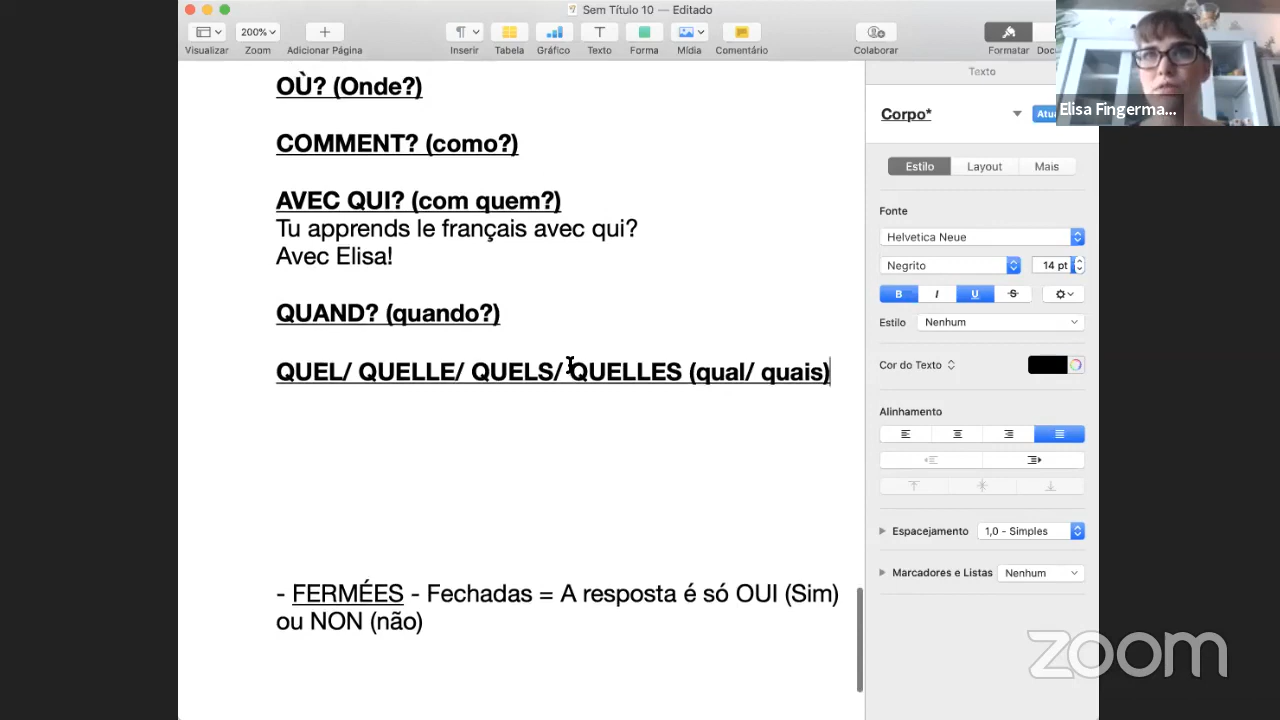 Sem Título 10 — Editado
200%
Visualizar
Zoom
Adicionar Página
Inserir
Tabela
Gráfico
Texto
Forma
Mídia
Comentário
Colaborar
Formatar
OÙ? (Onde?)
COMMENT? (como?)
AVEC QUI? (com quem?)
Tu apprends le français avec qui?
Avec Elisa!
QUAND? (quando?)
QUEL/ QUELLE/ QUELS/ QUELLES (qual/ quais)
- FERMÉES - Fechadas = A resposta é só OUI (Sim)
ou NON (não)
Texto
Corpo*
Elisa Fingerma...
Estilo
Layout
Mais
Fonte
Helvetica Neue
Negrito
14 pt
B I U S
Estilo
Nenhum
Cor do Texto
Alinhamento
Espaçejamento
1,0 - Simples
Marcadores e Listas
Nenhum
zoom